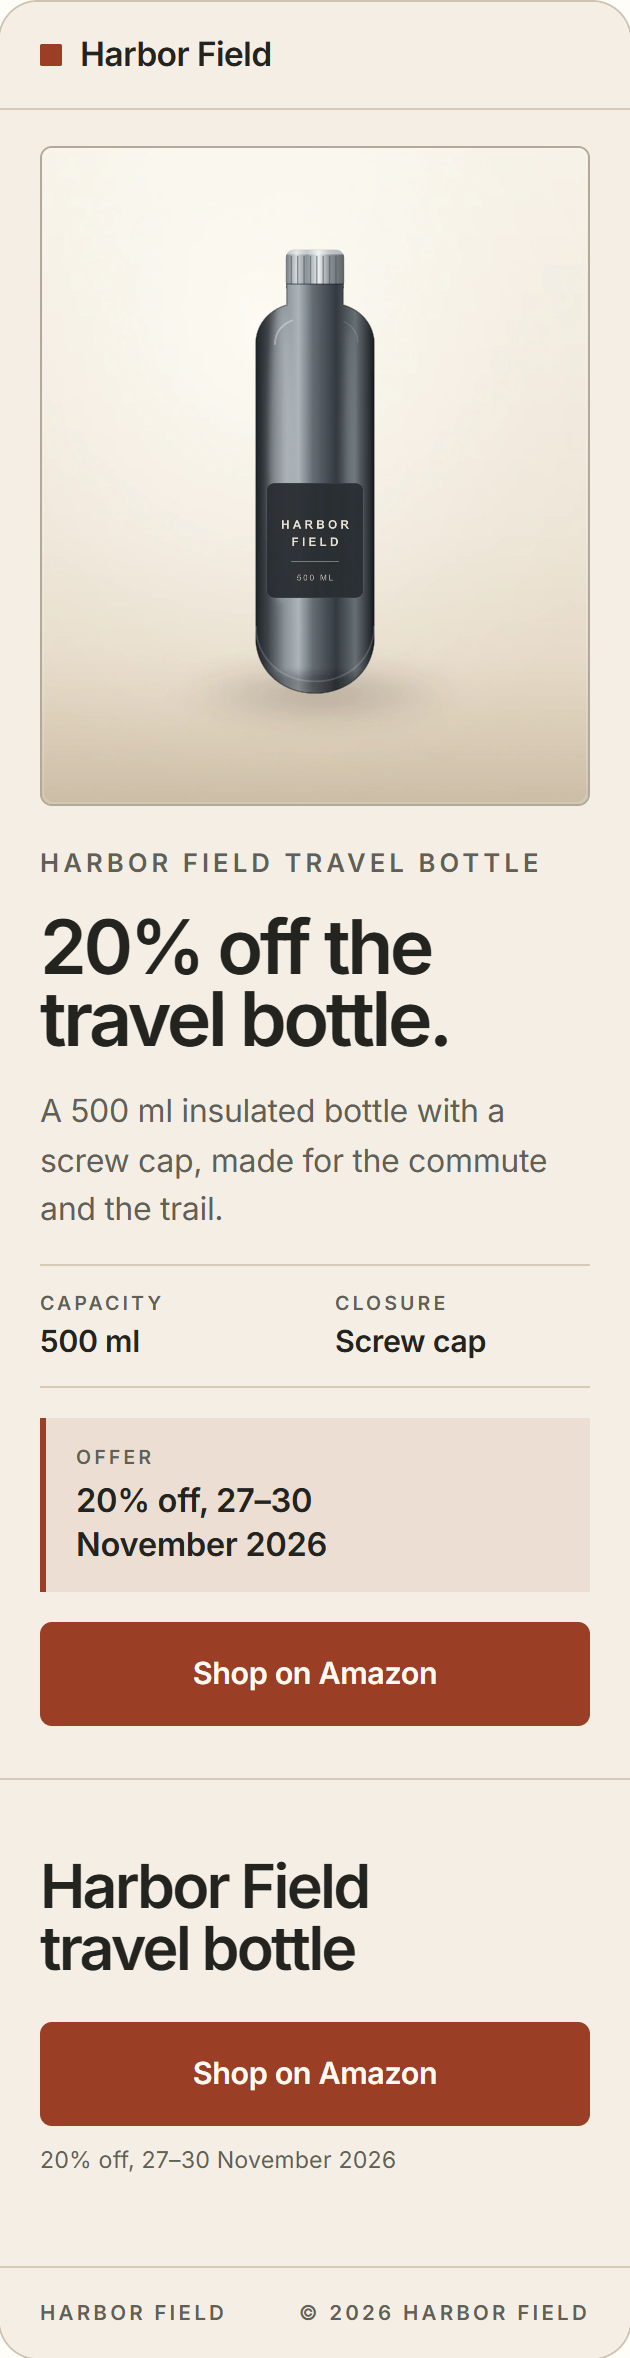 Harbor Field
HARBOR
FIELD
500 ML
HARBOR FIELD TRAVEL BOTTLE
20% off the
travel bottle.
A 500 ml insulated bottle with a
screw cap, made for the commute
and the trail.
CAPACITY
500 ml
CLOSURE
Screw cap
OFFER
20% off, 27–30
November 2026
Shop on Amazon
Harbor Field
travel bottle
Shop on Amazon
20% off, 27–30 November 2026
HARBOR FIELD
© 2026 HARBOR FIELD